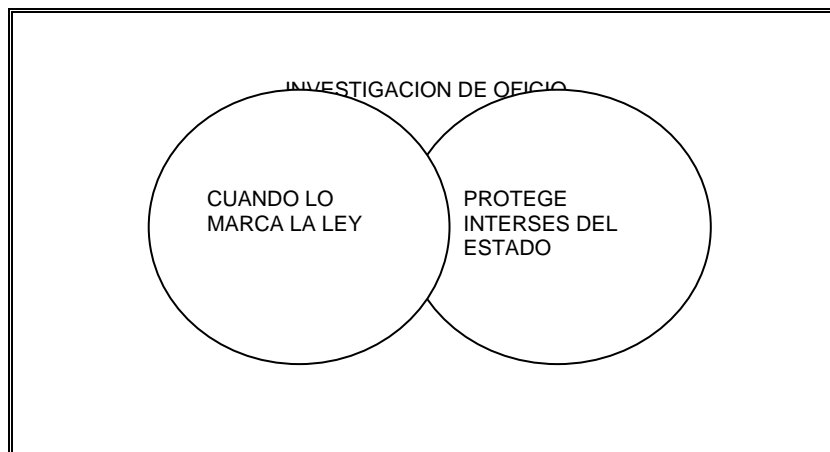 INVESTIGACION DE OFICIO
CUANDO LO
MARCA LA LEY
PROTEGE
INTERSES DEL
ESTADO